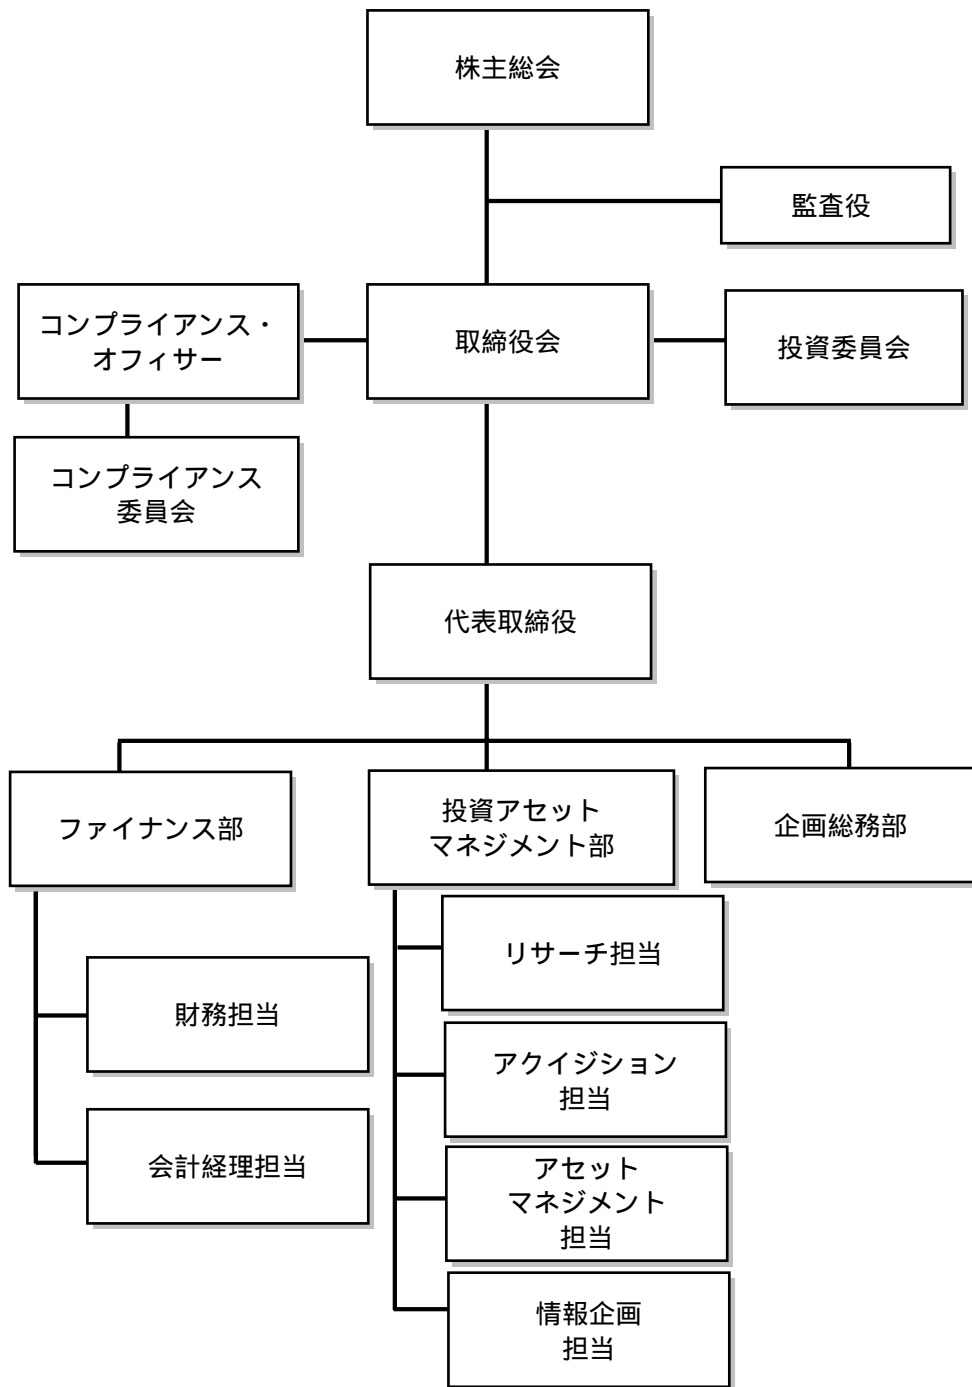 株主総会
監査役
コンプライアンス・
オフィサー
取締役会
投資委員会
コンプライアンス
委員会
代表取締役
ファイナンス部
投資アセット
マネジメント部
企画総務部
リサーチ担当
財務担当
アクイジション
担当
会計経理担当
アセット
マネジメント
担当
情報企画
担当